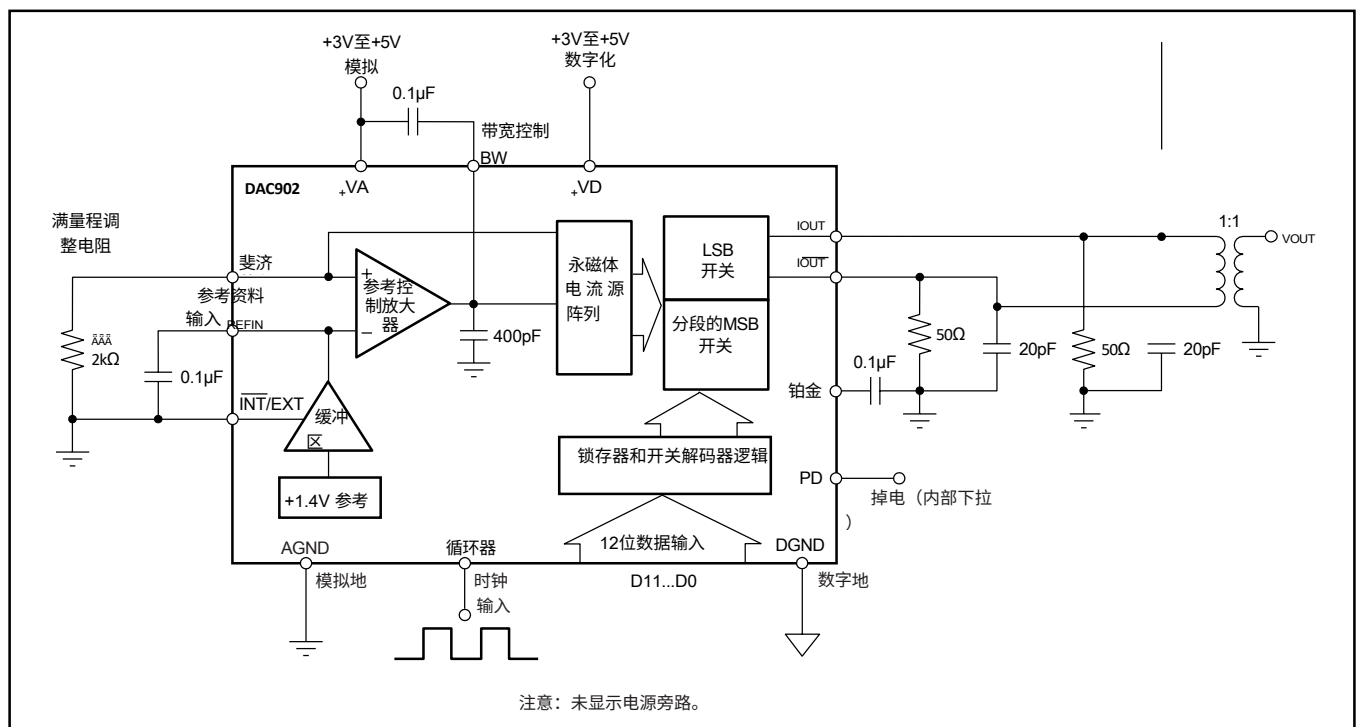 +3V至+5V
模拟
+3V至+5V
数字化
0.1µF
带宽控制
BW
DAC902
+VA
+VD
满量程调
整电阻
斐济
参考资料
输入 REFIN
ÃÃÃ
2kΩ
0.1µF
INT/EXT
+
参考控
制放大
器
−
400pF
缓冲
区
+1.4V 参考
永磁体
电流源
阵列
LSB
开关
分段的MSB
开关
锁存器和开关解码器逻辑
12位数据输入
IOUT
IOUT
1:1
VOUT
50Ω
20pF
50Ω
20pF
0.1µF
铂金
PD
掉电（内部下拉
）
AGND
模拟地
循环器
时钟
输入
D11...D0
DGND
数字地
注意：未显示电源旁路。